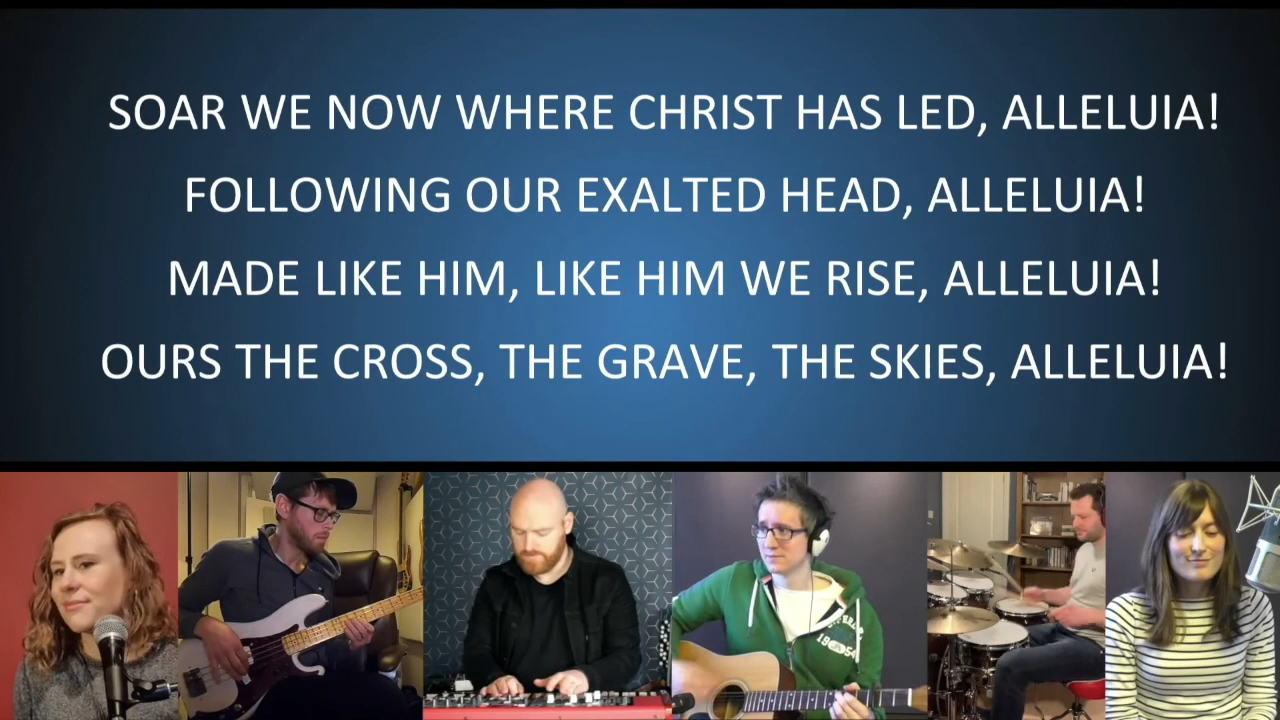 SOAR WE NOW WHERE CHRIST HAS LED, ALLELUIA!
FOLLOWING OUR EXALTED HEAD, ALLELUIA!
MADE LIKE HIM, LIKE HIM WE RISE, ALLELUIA!
OURS THE CROSS, THE GRAVE, THE SKIES, ALLELUIA!